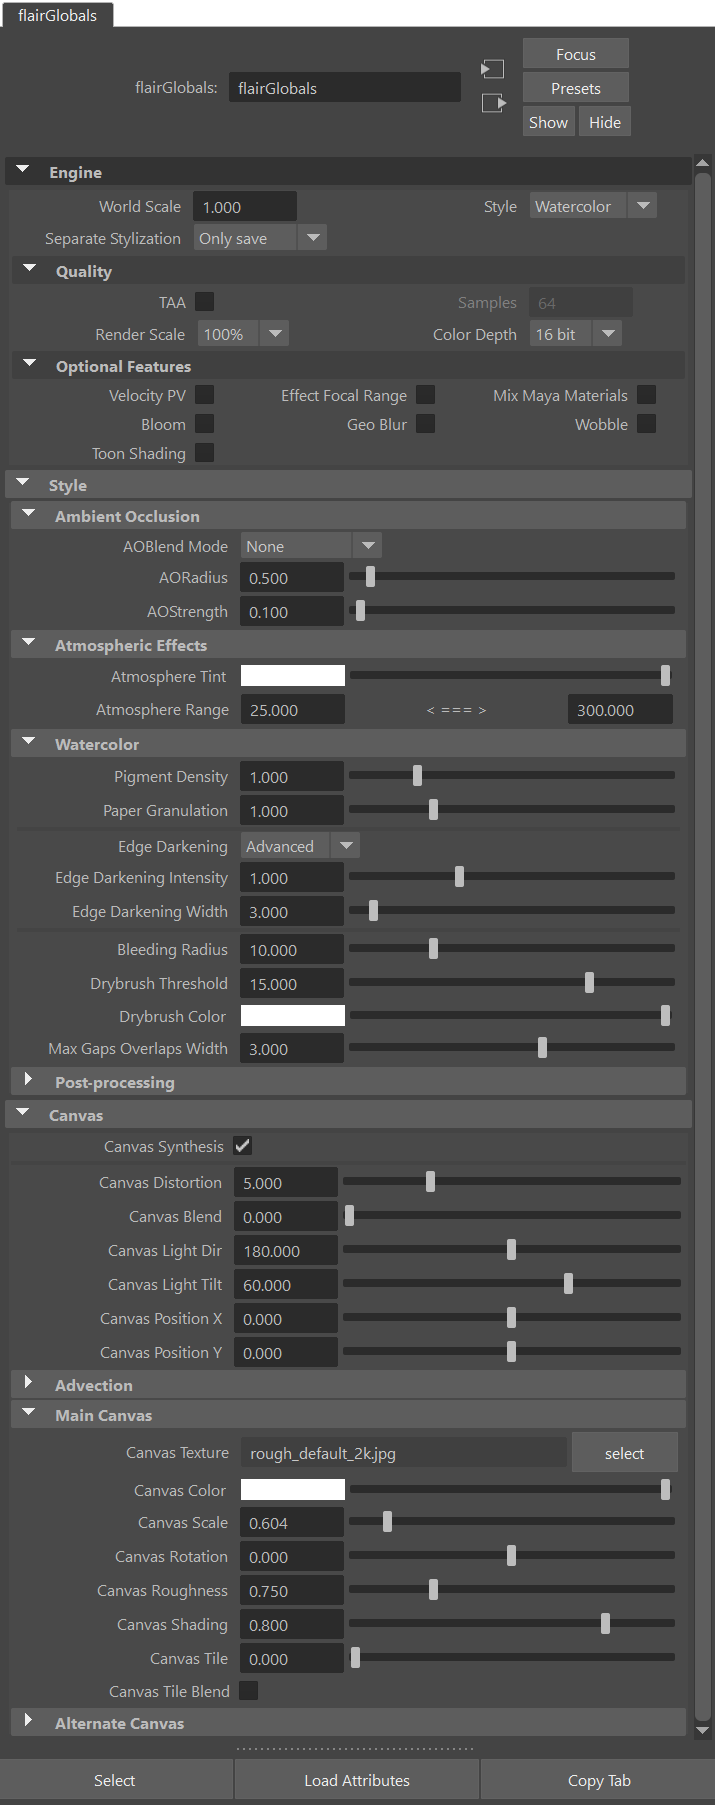 flairGlobals
Focus
flairGlobals: flairGlobals
Presets
Show Hide
Engine
World Scale 1.000 Style Watercolor
Separate Stylization Only save
Quality
TAA Samples 64
Render Scale 100% Color Depth 16 bit
Optional Features
Velocity PV Effect Focal Range Mix Maya Materials
Bloom Geo Blur Wobble
Toon Shading
Style
Ambient Occlusion
AOBlend Mode None
AORadius 0.500
AOStrength 0.100
Atmospheric Effects
Atmosphere Tint
Atmosphere Range 25.000 < === > 300.000
Watercolor
Pigment Density 1.000
Paper Granulation 1.000
Edge Darkening Advanced
Edge Darkening Intensity 1.000
Edge Darkening Width 3.000
Bleeding Radius 10.000
Drybrush Threshold 15.000
Drybrush Color
Max Gaps Overlaps Width 3.000
Post-processing
Canvas
Canvas Synthesis
Canvas Distortion 5.000
Canvas Blend 0.000
Canvas Light Dir 180.000
Canvas Light Tilt 60.000
Canvas Position X 0.000
Canvas Position Y 0.000
Advection
Main Canvas
Canvas Texture rough_default_2k.jpg select
Canvas Color
Canvas Scale 0.604
Canvas Rotation 0.000
Canvas Roughness 0.750
Canvas Shading 0.800
Canvas Tile 0.000
Canvas Tile Blend
Alternate Canvas
Select Load Attributes Copy Tab